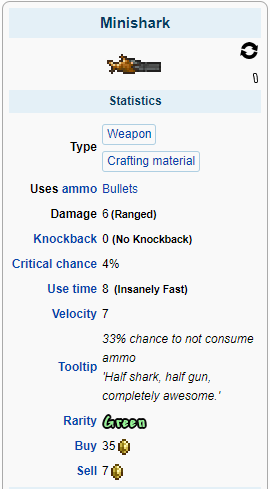 Minishark
Statistics
Type Weapon
Crafting material
Uses ammo Bullets
Damage 6 (Ranged)
Knockback 0 (No Knockback)
Critical chance 4%
Use time 8 (Insanely Fast)
Velocity 7
Tooltip 33% chance to not consume
ammo
'Half shark, half gun,
completely awesome.'
Rarity Green
Buy 35
Sell 7